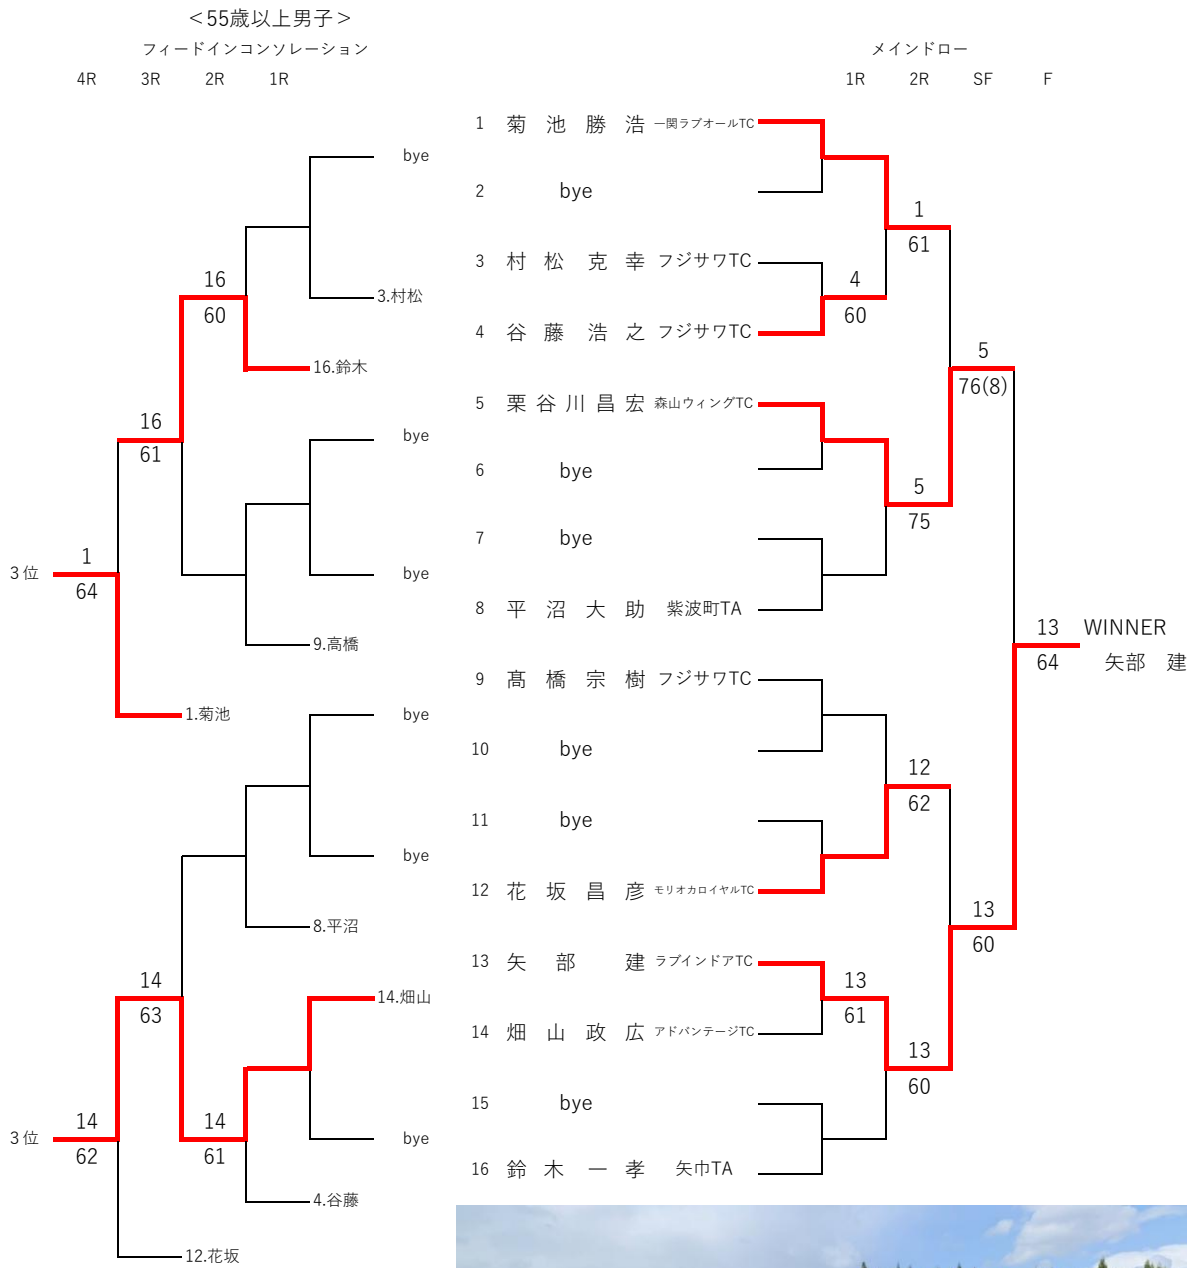 ＜55歳以上男子＞
フィードインコンソレーション
メインドロー
4R 3R 2R 1R
1R 2R SF F
1 菊池勝浩 一関ラブオールTC
bye
2 bye
1
61
3 村松克幸 フジサワTC
16
60
3.村松
4
60
4 谷藤浩之 フジサワTC
5
76(8)
16.鈴木
5 栗谷川昌宏 森山ウィングTC
16
61
bye
6 bye
5
75
7 bye
1
64
3位
bye
8 平沼大助 紫波町TA
13
64
WINNER
矢部 建
9.高橋
9 髙橋宗樹 フジサワTC
1.菊池
bye
10 bye
12
62
11 bye
bye
12 花坂昌彦 モリオカロイヤルTC
13
60
8.平沼
13 矢部建 ラブインドアTC
14
63
14.畑山
13
61
14 畑山政広 アドバンテージTC
13
60
15 bye
14
62
3位
14
61
bye
16 鈴木一孝 矢巾TA
4.谷藤
12.花坂